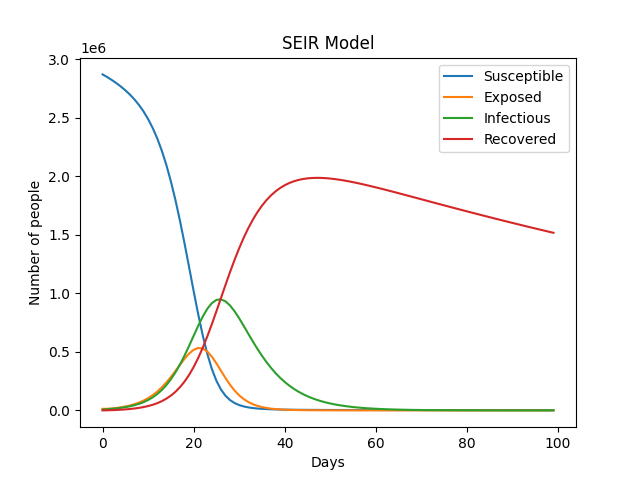 SEIR Model
1e6
3.0
2.5
2.0
1.5
1.0
0.5
0.0
Number of people
Susceptible
Exposed
Infectious
Recovered
0 20 40 60 80 100
Days